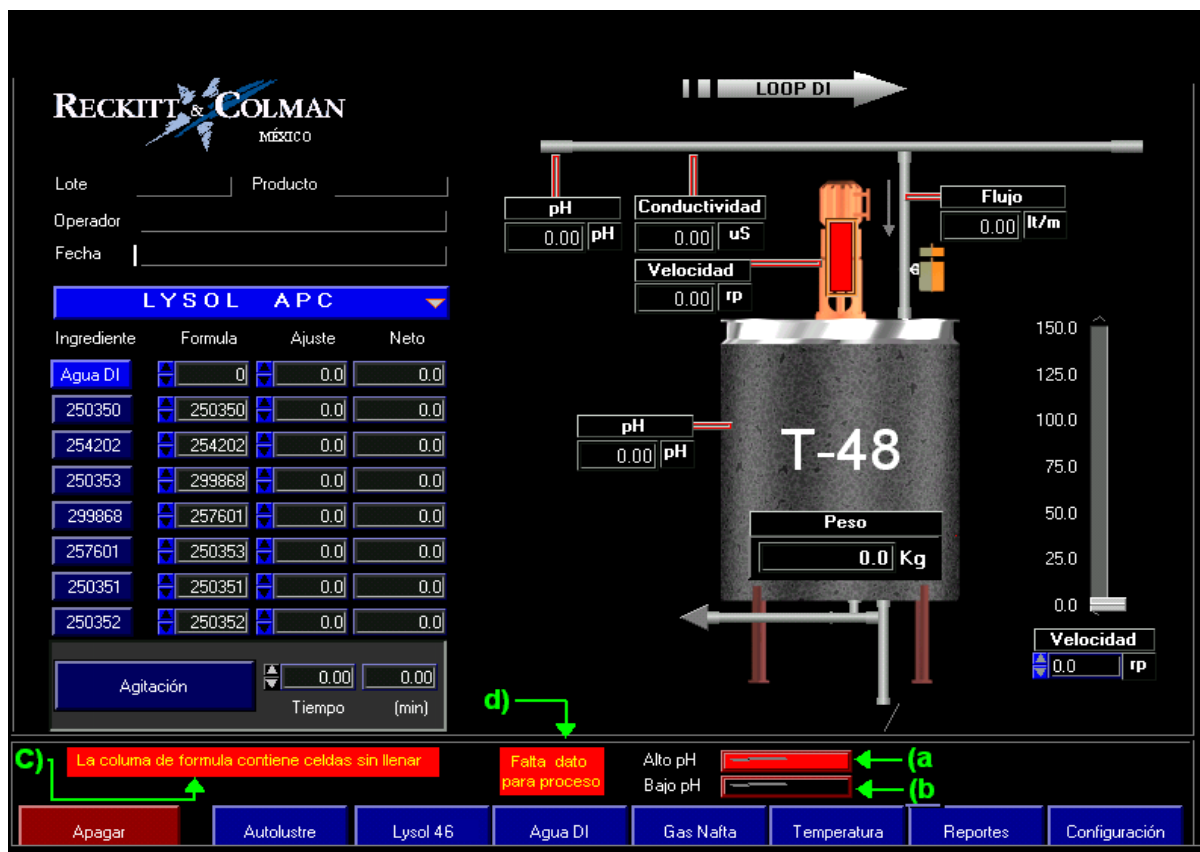 LOOP DI
RECKITT & COLMAN
MÉXICO
Lote Producto
Operador
Fecha
pH
0.00 pH
Conductividad
0.00 uS
Flujo
0.00 lt/m
Velocidad
0.00 rp
LYSOL APC
Ingrediente Formula Ajuste Neto
Agua DI 0 0.0 0.0
250350 250350 0.0 0.0
254202 254202 0.0 0.0
250353 299868 0.0 0.0
299868 257601 0.0 0.0
257601 250353 0.0 0.0
250351 250351 0.0 0.0
250352 250352 0.0 0.0
Agitación 0.00 0.00
Tiempo (min)
pH
0.00 pH
T-48
Peso
0.0 Kg
150.0
125.0
100.0
75.0
50.0
25.0
0.0
Velocidad
0.0 rp
d)
C) La columa de formula contiene celdas sin llenar
Falta dato
para proceso
Alto pH (a
Bajo pH (b
Apagar Autolustre Lysol 46 Agua DI Gas Nafta Temperatura Reportes Configuración